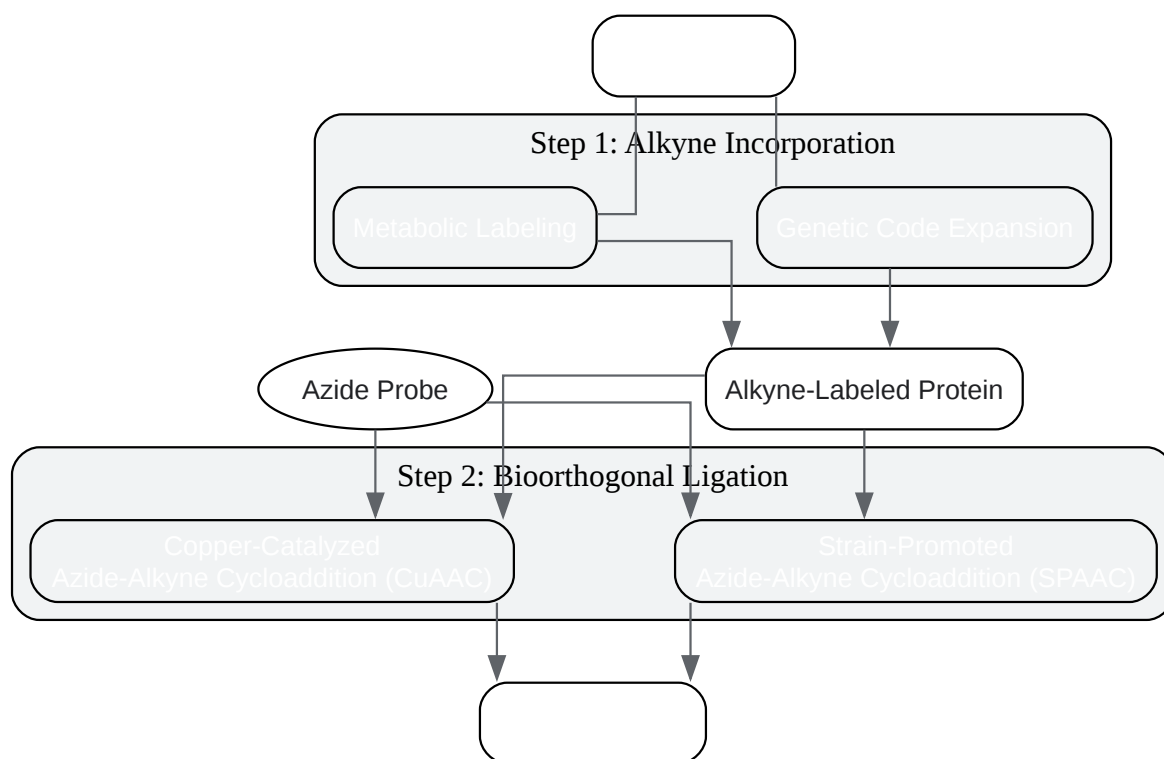 Step 1: Alkyne Incorporation
Metabolic Labeling
Genetic Code Expansion
Azide Probe
Alkyne-Labeled Protein
Step 2: Bioorthogonal Ligation
Copper-Catalyzed
Azide-Alkyne Cycloaddition (CuAAC)
Strain-Promoted
Azide-Alkyne Cycloaddition (SPAAC)